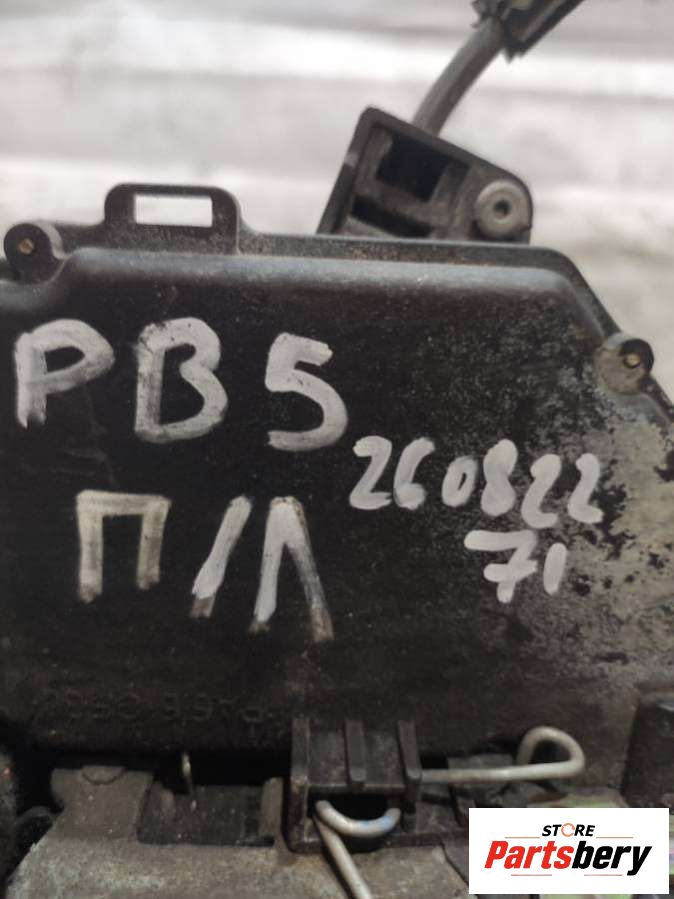 PB5
П/Л
260822
71
STORE
Partsbery